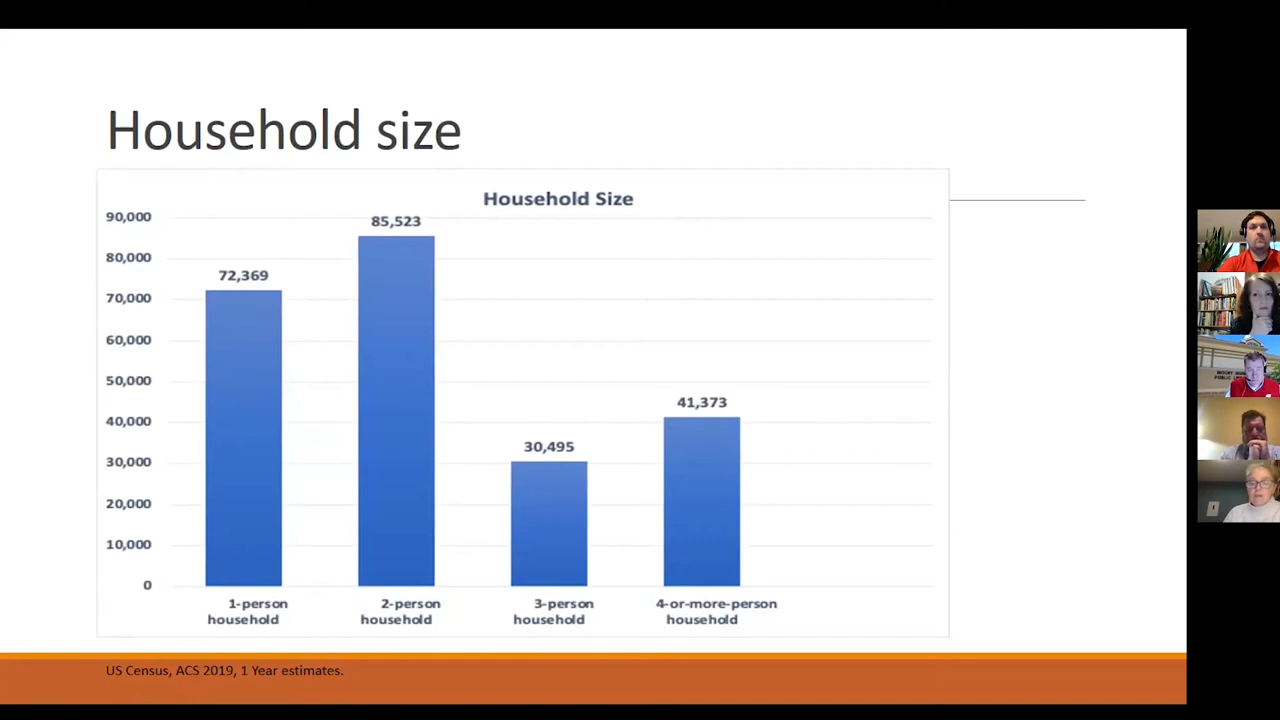 Household size
Household Size
90,000
80,000
70,000
60,000
50,000
40,000
30,000
20,000
10,000
0
72,369
85,523
30,495
41,373
1-person
household
2-person
household
3-person
household
4-or-more-person
household
US Census, ACS 2019, 1 Year estimates.